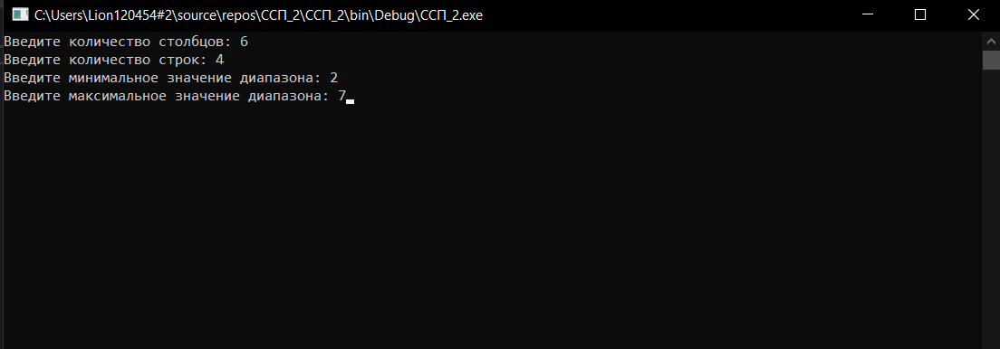 C:\Users\Lion120454#2\source\repos\ССП_2\ССП_2\bin\Debug\ССП_2.exe
Введите количество столбцов: 6
Введите количество строк: 4
Введите минимальное значение диапазона: 2
Введите максимальное значение диапазона: 7